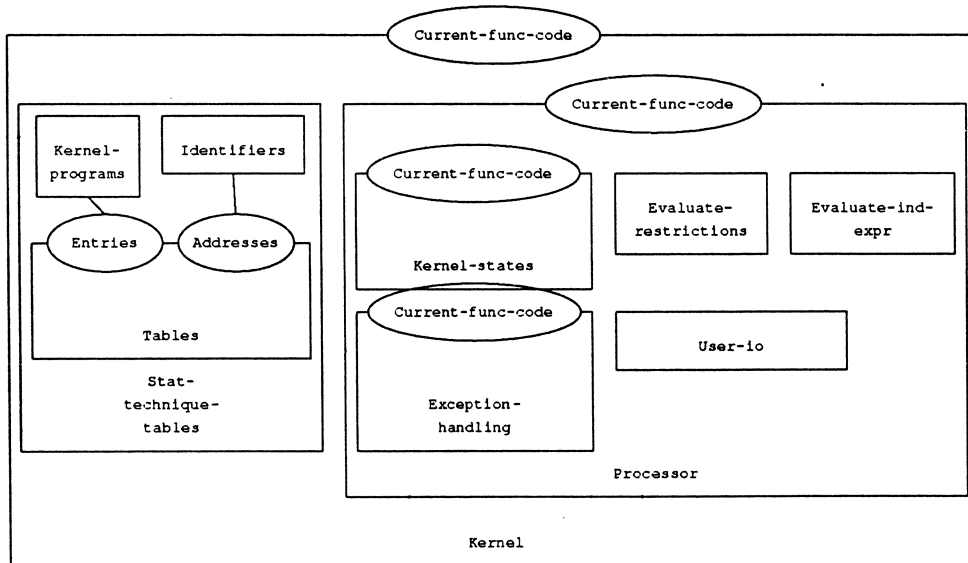 Current-func-code
Current-func-code
Kernel-
programs
Identifiers
Entries
Addresses
Tables
Stat-
technique-
tables
Current-func-code
Kernel-states
Evaluate-
restrictions
Evaluate-ind-
expr
Current-func-code
Exception-
handling
User-io
Processor
Kernel